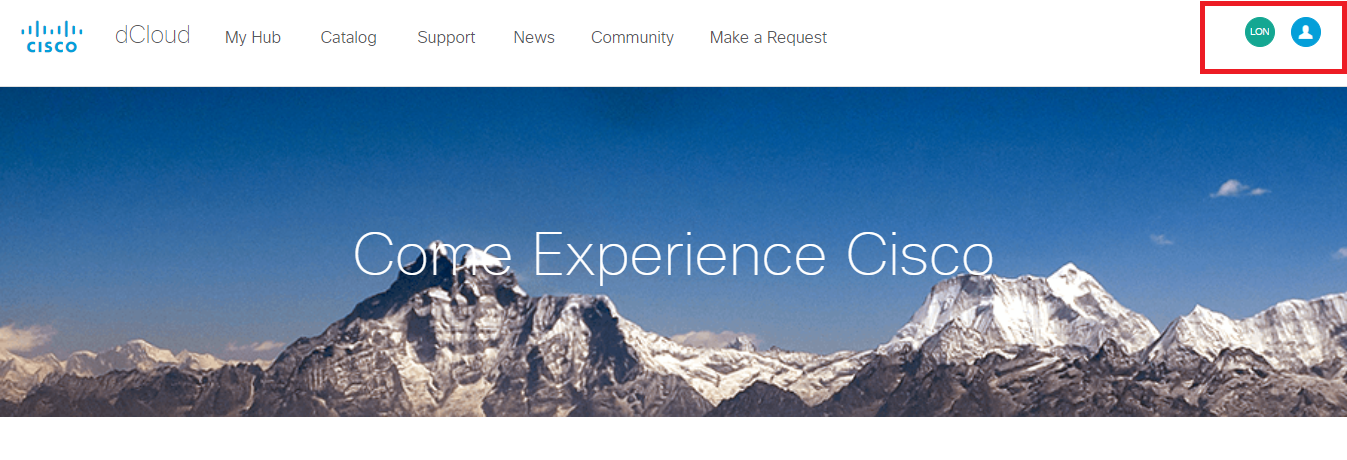 CISCO
dCloud
My Hub
Catalog
Support
News
Community
Make a Request
LON
Come Experience Cisco